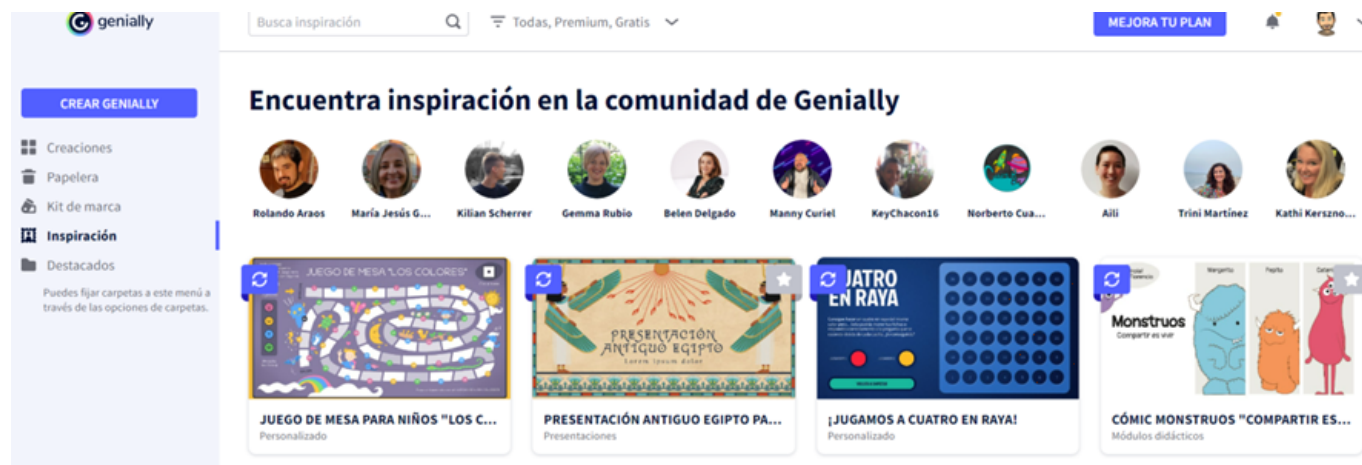 genially
Busca inspiración
Todas, Premium, Gratis
MEJORA TU PLAN
CREAR GENIALLY
Creaciones
Papelera
Kit de marca
Inspiración
Destacados
Puedes fijar carpetas a este menú a
través de las opciones de carpetas.
Encuentra inspiración en la comunidad de Genially
Rolando Araos
María Jesús G...
Kilian Scherrer
Gemma Rubio
Belen Delgado
Manny Curiel
KeyChacon16
Norberto Cua...
Aili
Trini Martínez
Kathi Kerszno...
JUEGO DE MESA "LOS COLORES"
PRESENTACIÓN
ANTIGUO EGIPTO
Lorem ipsum dolor
EN RAYA
Margarita
Pepito
Monstruos
Compartir es vivir
JUEGO DE MESA PARA NIÑOS "LOS C...
Personalizado
PRESENTACIÓN ANTIGUO EGIPTO PA...
Presentaciones
¡JUGAMOS A CUATRO EN RAYA!
Personalizado
CÓMIC MONSTRUOS "COMPARTIR ES...
Módulos didácticos